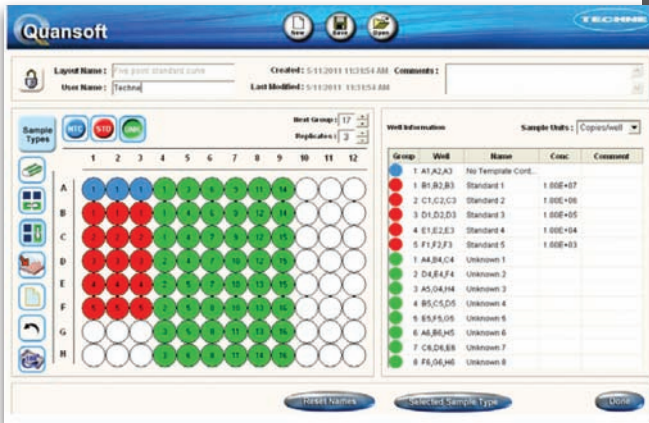 Quansoft
New Save Open
TECHNE
Layout Name : Five point standard curve
Created : 5/11/2011 11:31:54 AM
Comments :
User Name : Techne
Last Modified : 5/11/2011 11:31:54 AM
Sample Types
NTC STD UNK
Next Group : 17
Replicates : 3
1 2 3 4 5 6 7 8 9 10 11 12
A
B
C
D
E
F
G
H
Well Information
Sample Units : Copies/well
Group Well Name Conc Comment
1 A1,A2,A3 No Template Cont...
1 B1,B2,B3 Standard 1 1.00E+07
2 C1,C2,C3 Standard 2 1.00E+06
3 D1,D2,D3 Standard 3 1.00E+05
4 E1,E2,E3 Standard 4 1.00E+04
5 F1,F2,F3 Standard 5 1.00E+03
1 A4,B4,C4 Unknown 1
2 D4,E4,F4 Unknown 2
3 A5,G4,H4 Unknown 3
4 B5,C5,D5 Unknown 4
5 E5,F5,G5 Unknown 5
6 A6,B6,H5 Unknown 6
7 C6,D6,E6 Unknown 7
8 F6,G6,H6 Unknown 8
Reset Names
Selected Sample Type
Done